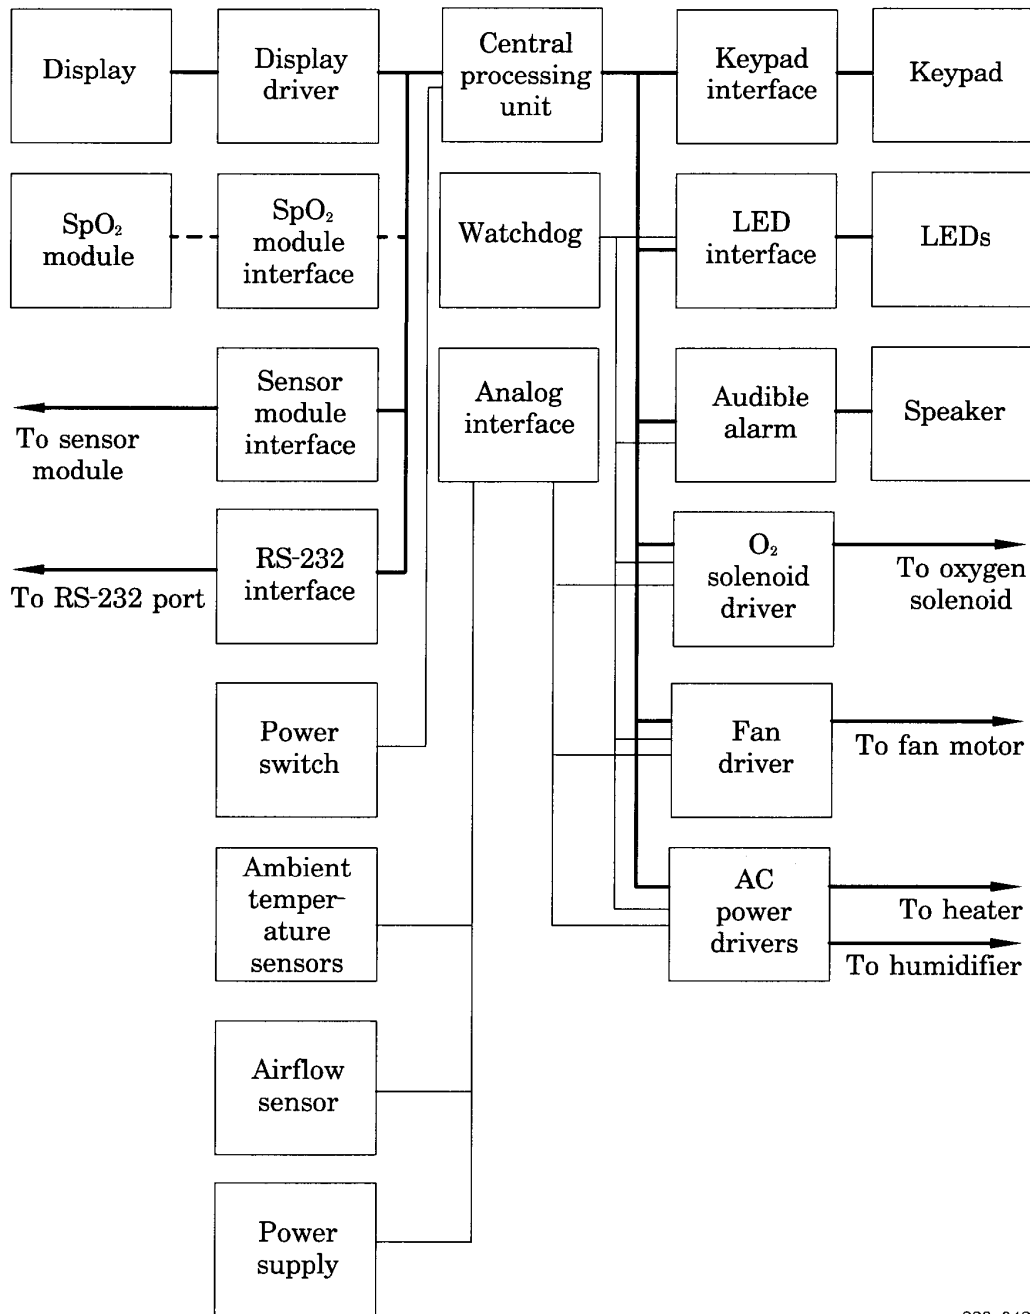 Display
Display
driver
Central
processing
unit
Keypad
interface
Keypad
SpO₂
module
SpO₂
module
interface
Watchdog
LED
interface
LEDs
To sensor
module
Sensor
module
interface
Analog
interface
Audible
alarm
Speaker
To RS-232 port
RS-232
interface
O₂
solenoid
driver
To oxygen
solenoid
Power
switch
Fan
driver
To fan motor
Ambient
temper-
ature
sensors
AC
power
drivers
To heater
To humidifier
Airflow
sensor
Power
supply